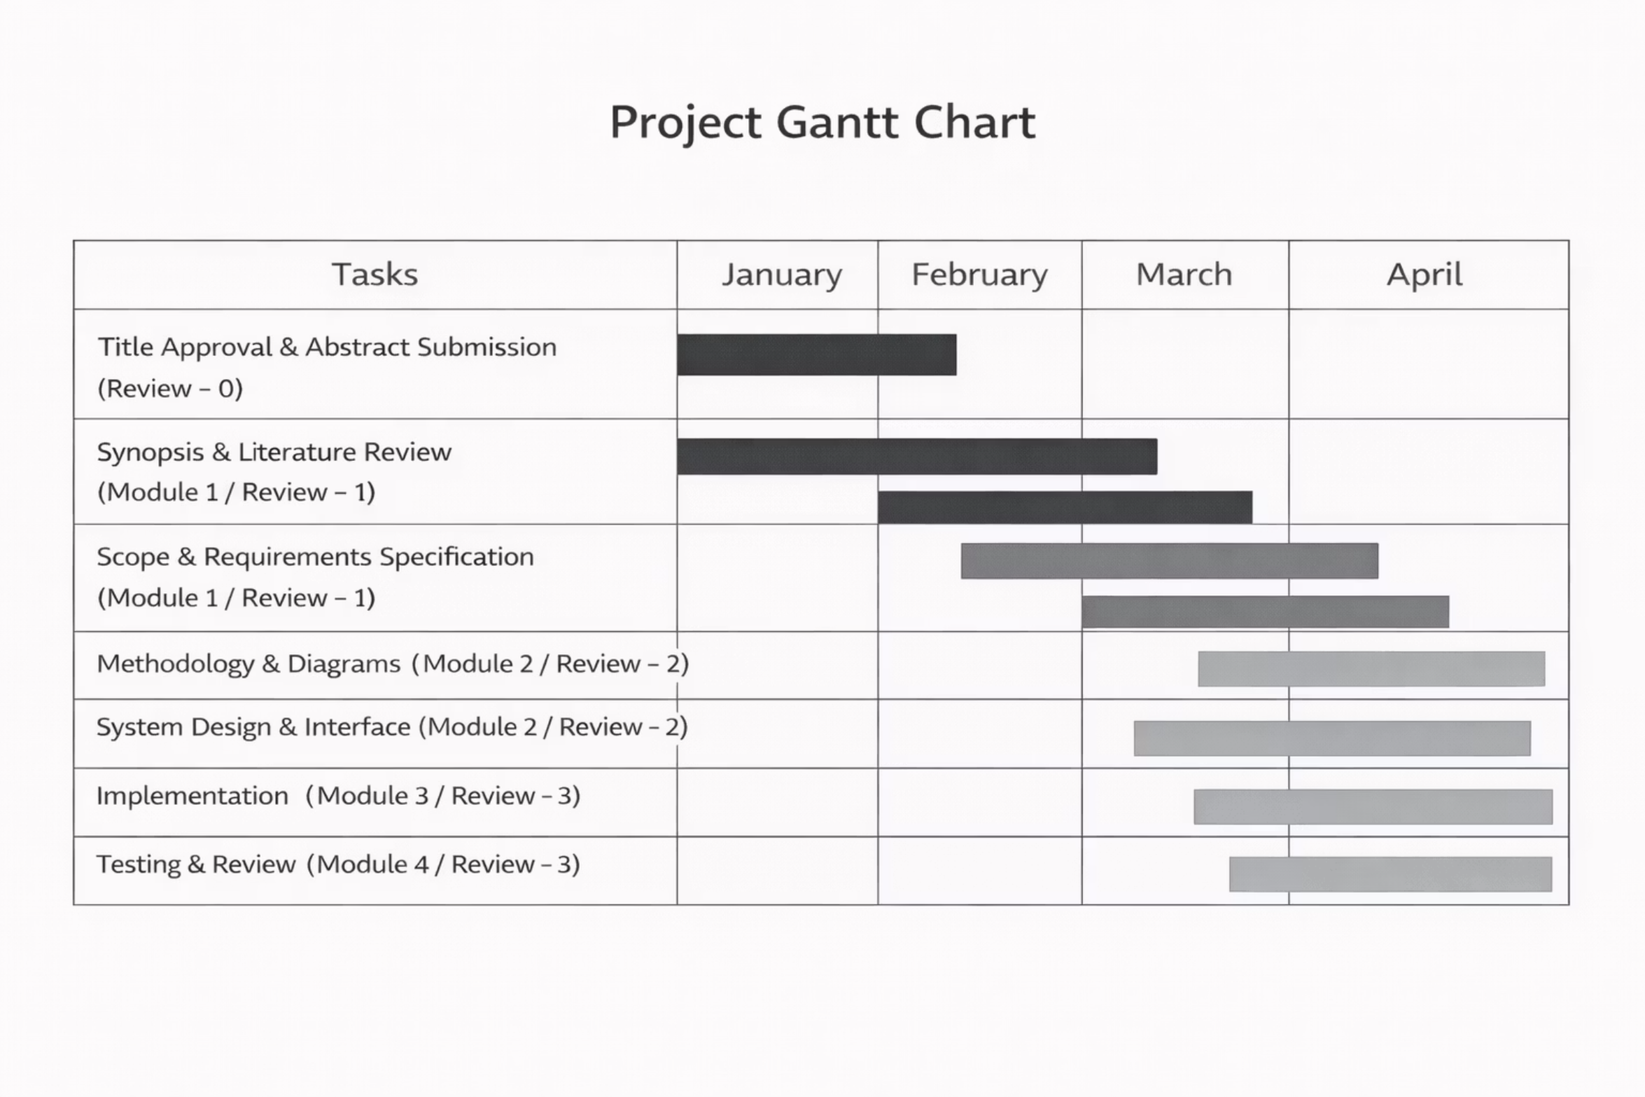 Project Gantt Chart
Tasks January February March April
Title Approval & Abstract Submission
(Review – 0)
Synopsis & Literature Review
(Module 1 / Review – 1)
Scope & Requirements Specification
(Module 1 / Review – 1)
Methodology & Diagrams (Module 2 / Review – 2)
System Design & Interface (Module 2 / Review – 2)
Implementation (Module 3 / Review – 3)
Testing & Review (Module 4 / Review – 3)